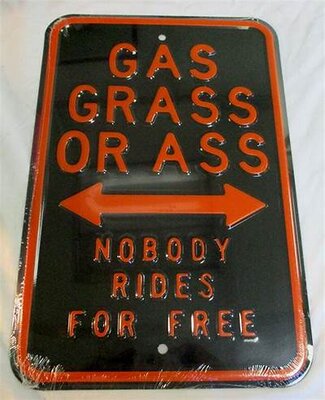 GAS
GRASS
OR ASS
NOBODY
RIDES
FOR FREE